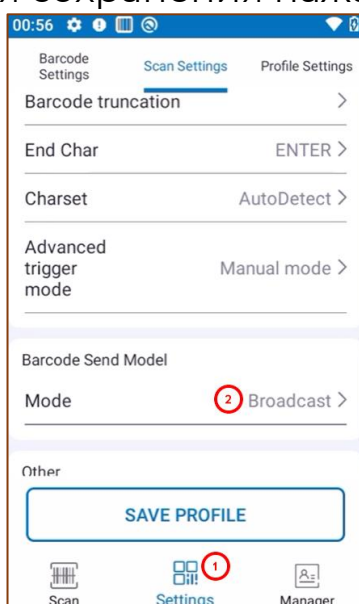 00:56
Barcode Settings
Scan Settings
Profile Settings
Barcode truncation
End Char
ENTER
Charset
AutoDetect
Advanced trigger mode
Manual mode
Barcode Send Model
Mode
2
Broadcast
Other
SAVE PROFILE
1
Scan
Settings
Manager